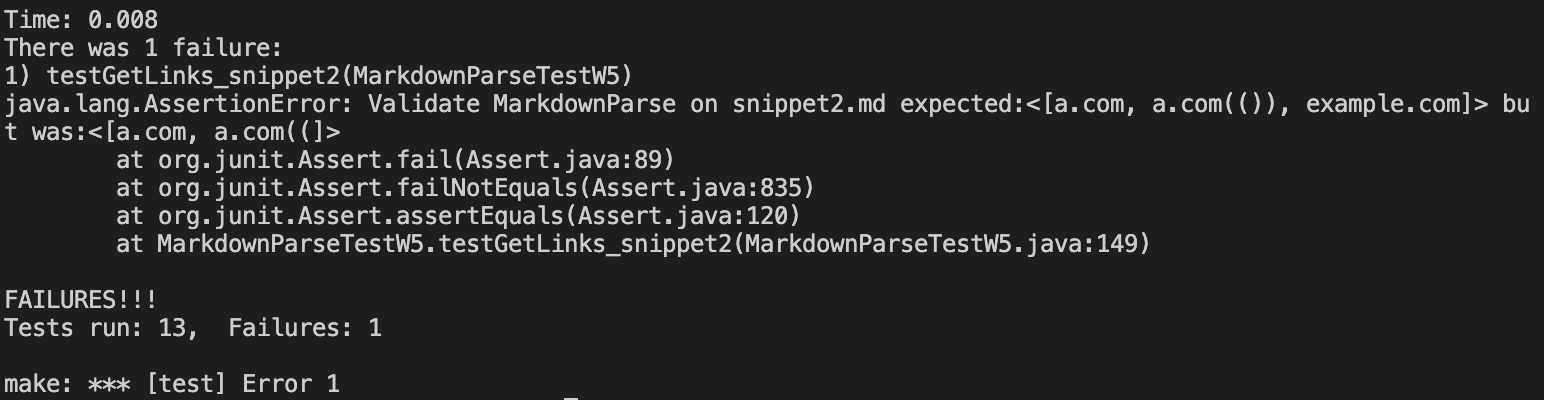 Time: 0.008
There was 1 failure:
1) testGetLinks_snippet2(MarkdownParseTestW5)
java.lang.AssertionError: Validate MarkdownParse on snippet2.md expected:<[a.com, a.com(()), example.com]> bu
t was:<[a.com, a.com((]>
        at org.junit.Assert.fail(Assert.java:89)
        at org.junit.Assert.failNotEquals(Assert.java:835)
        at org.junit.Assert.assertEquals(Assert.java:120)
        at MarkdownParseTestW5.testGetLinks_snippet2(MarkdownParseTestW5.java:149)

FAILURES!!!
Tests run: 13,  Failures: 1

make: *** [test] Error 1